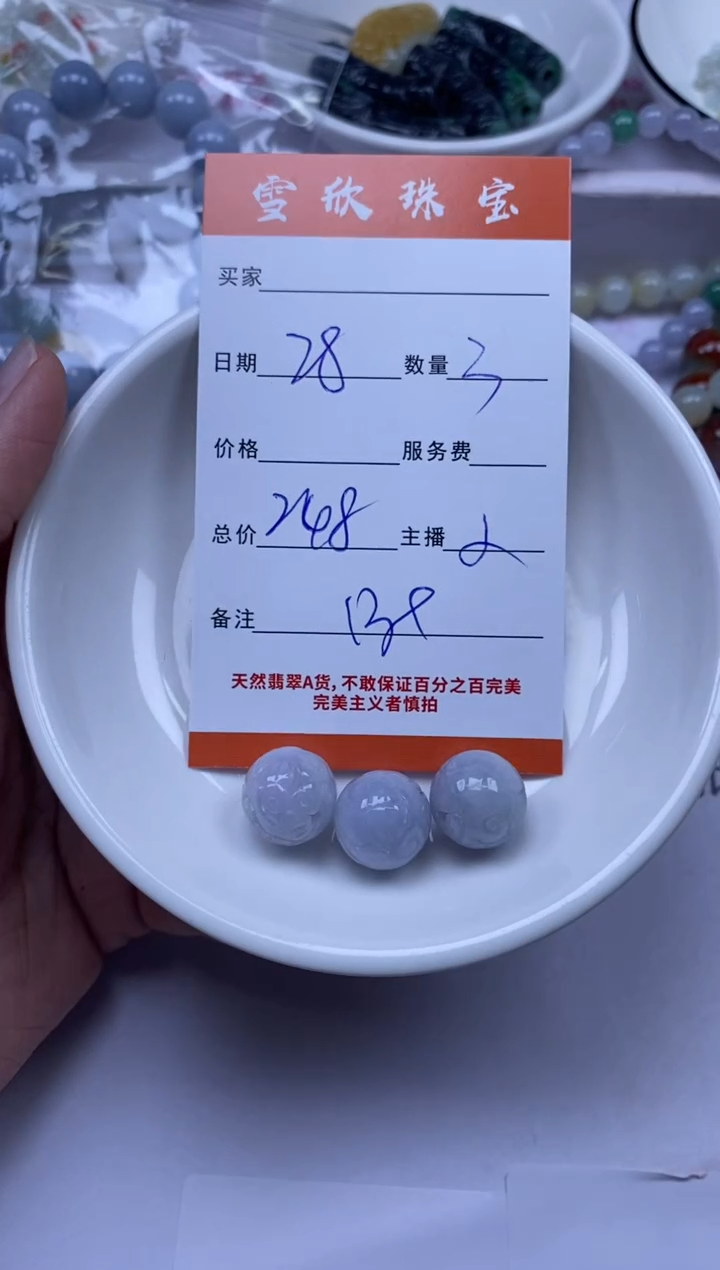 雪欣珠宝
买家
日期 28 数量 3
价格 服务费
总价 248 主播
备注
天然翡翠A货,不敢保证百分之百完美
完美主义者慎拍